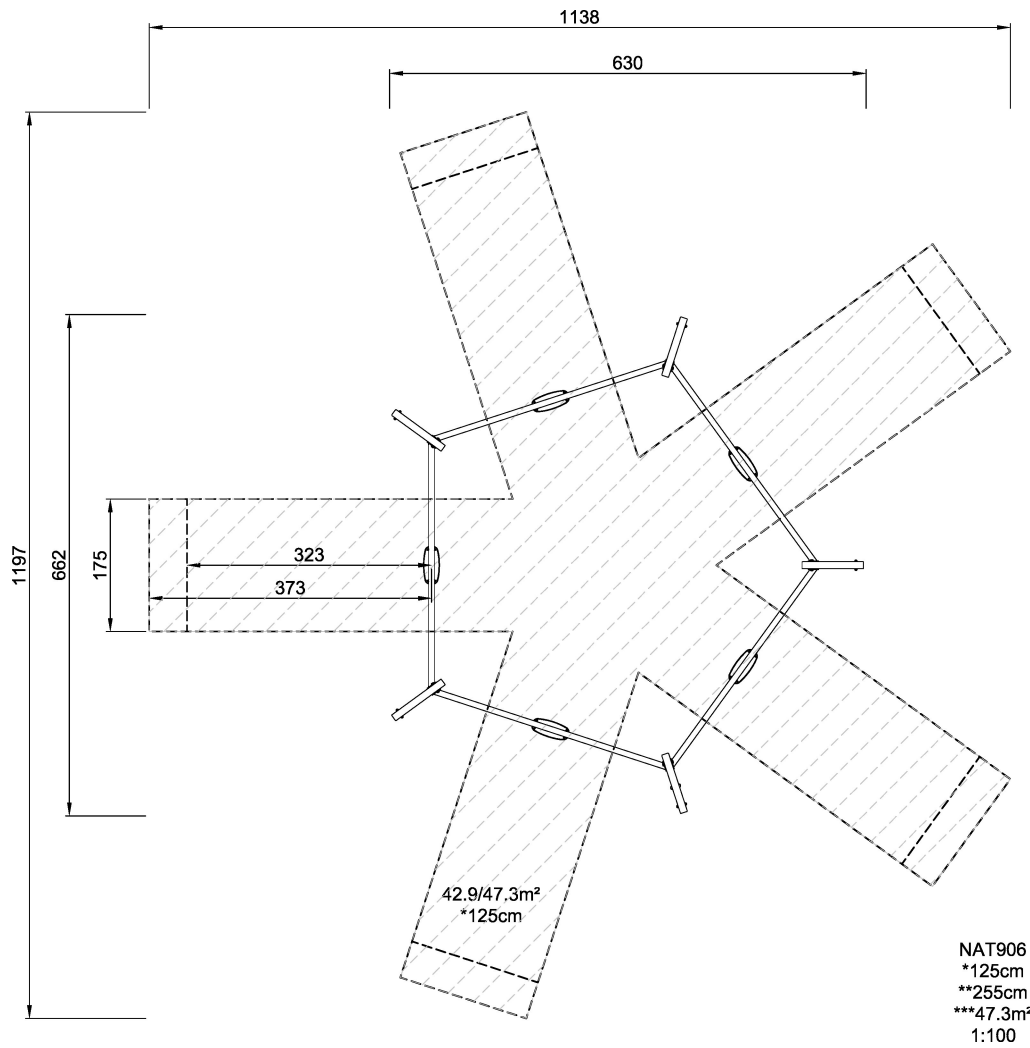 1138
630
1197
662
175
323
373
42.9/47.3m²
*125cm
NAT906
*125cm
**255cm
***47.3m²
1:100